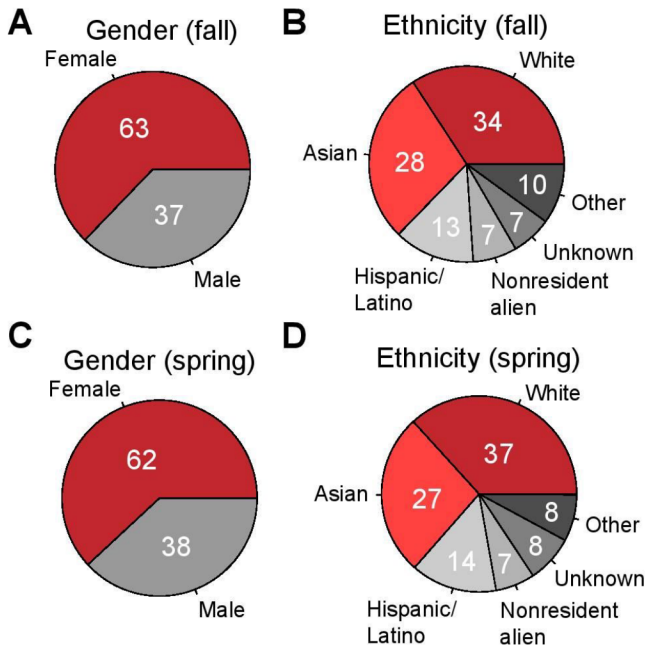 A
Gender (fall)
Female
63
37
Male
B
Ethnicity (fall)
White
34
Asian
28
10
Other
13
7
7
Unknown
Hispanic/
Latino
Nonresident
alien
C
Gender (spring)
Female
62
38
Male
D
Ethnicity (spring)
White
37
Asian
27
8
Other
14
7
8
Unknown
Hispanic/
Latino
Nonresident
alien